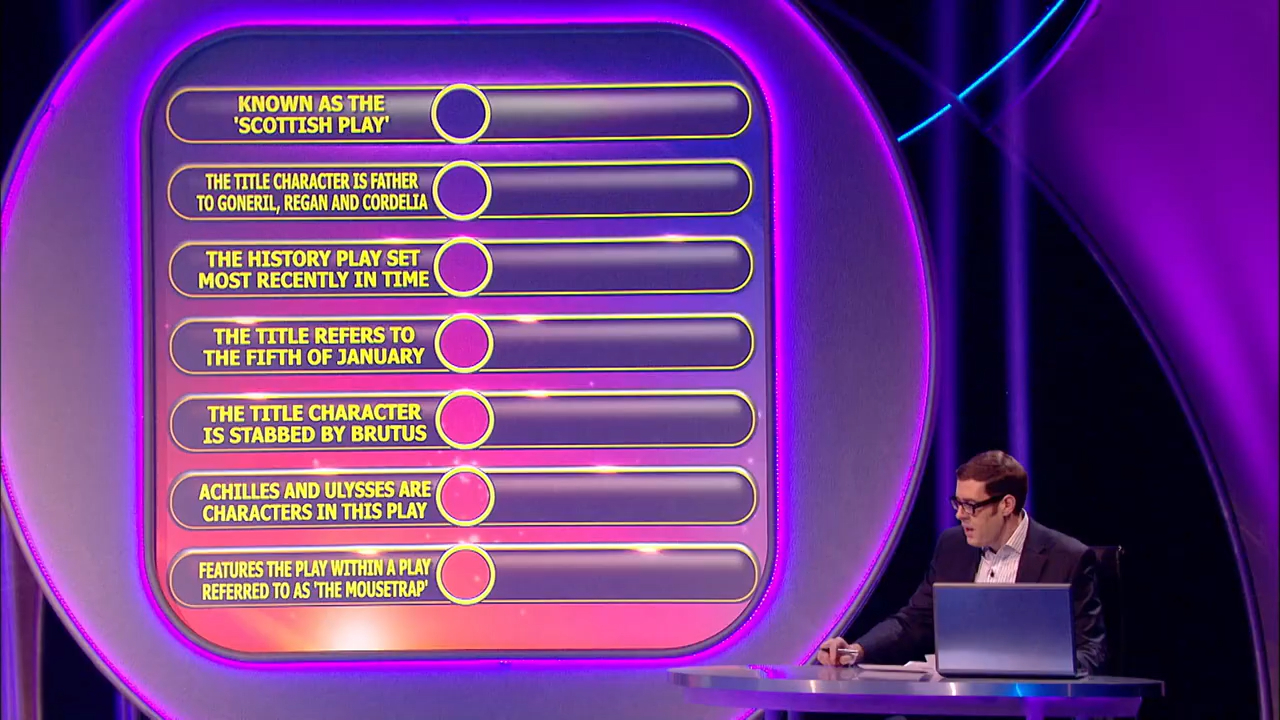 KNOWN AS THE
'SCOTTISH PLAY'
THE TITLE CHARACTER IS FATHER
TO GONERIL, REGAN AND CORDELIA
THE HISTORY PLAY SET
MOST RECENTLY IN TIME
THE TITLE REFERS TO
THE FIFTH OF JANUARY
THE TITLE CHARACTER
IS STABBED BY BRUTUS
ACHILLES AND ULYSSES ARE
CHARACTERS IN THIS PLAY
FEATURES THE PLAY WITHIN A PLAY
REFERRED TO AS 'THE MOUSETRAP'